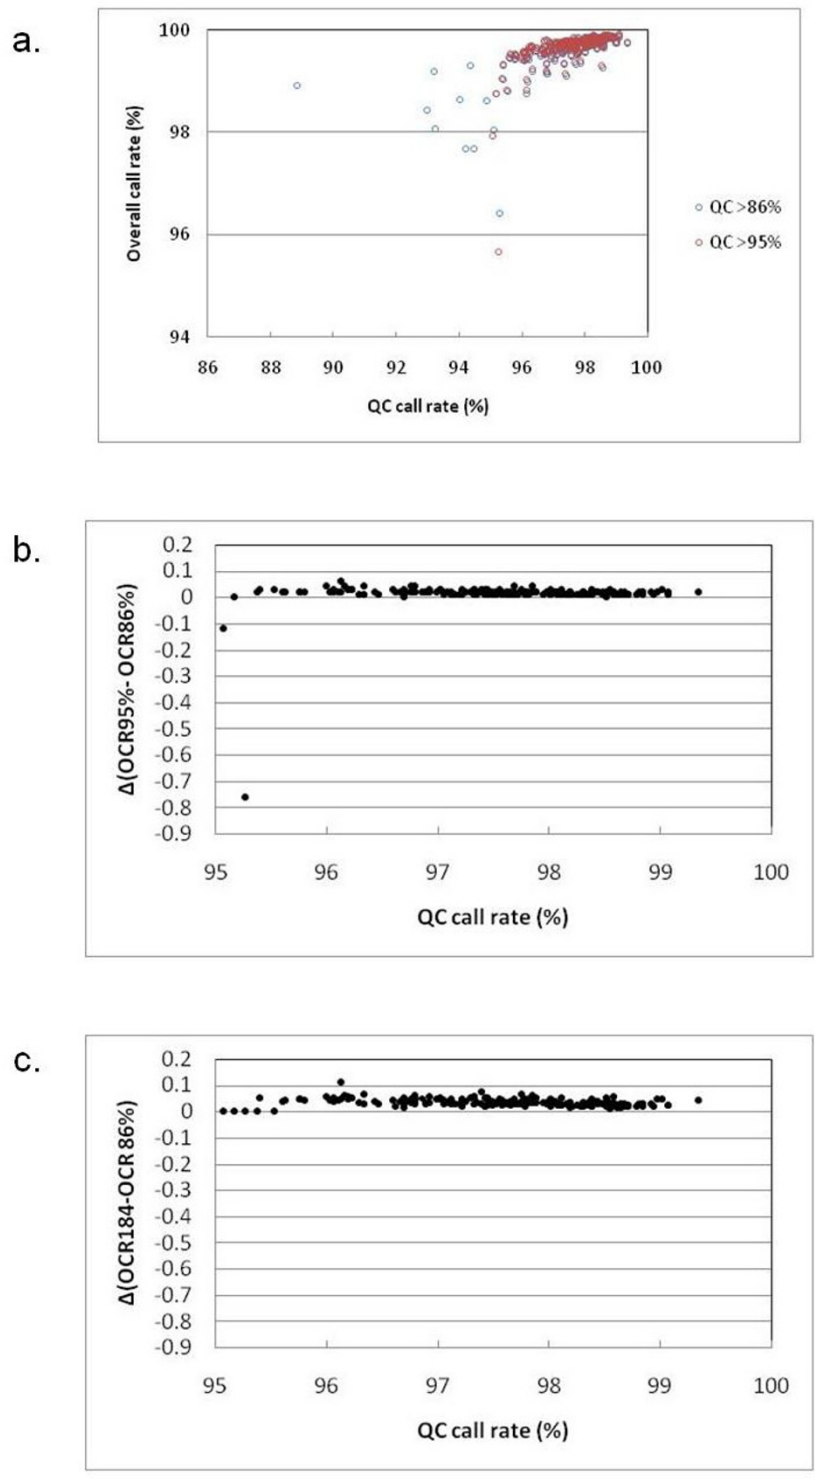 a.
100
98
96
94
Overall call rate (%)
86 88 90 92 94 96 98 100
QC call rate (%)
QC >86%
QC >95%
b.
0.2
0.1
0
-0.1
-0.2
-0.3
-0.4
-0.5
-0.6
-0.7
-0.8
-0.9
Δ(OCR95%- OCR86%)
95 96 97 98 99 100
QC call rate (%)
c.
0.2
0.1
0
-0.1
-0.2
-0.3
-0.4
-0.5
-0.6
-0.7
-0.8
-0.9
Δ(OCR184-OCR 86%)
95 96 97 98 99 100
QC call rate (%)